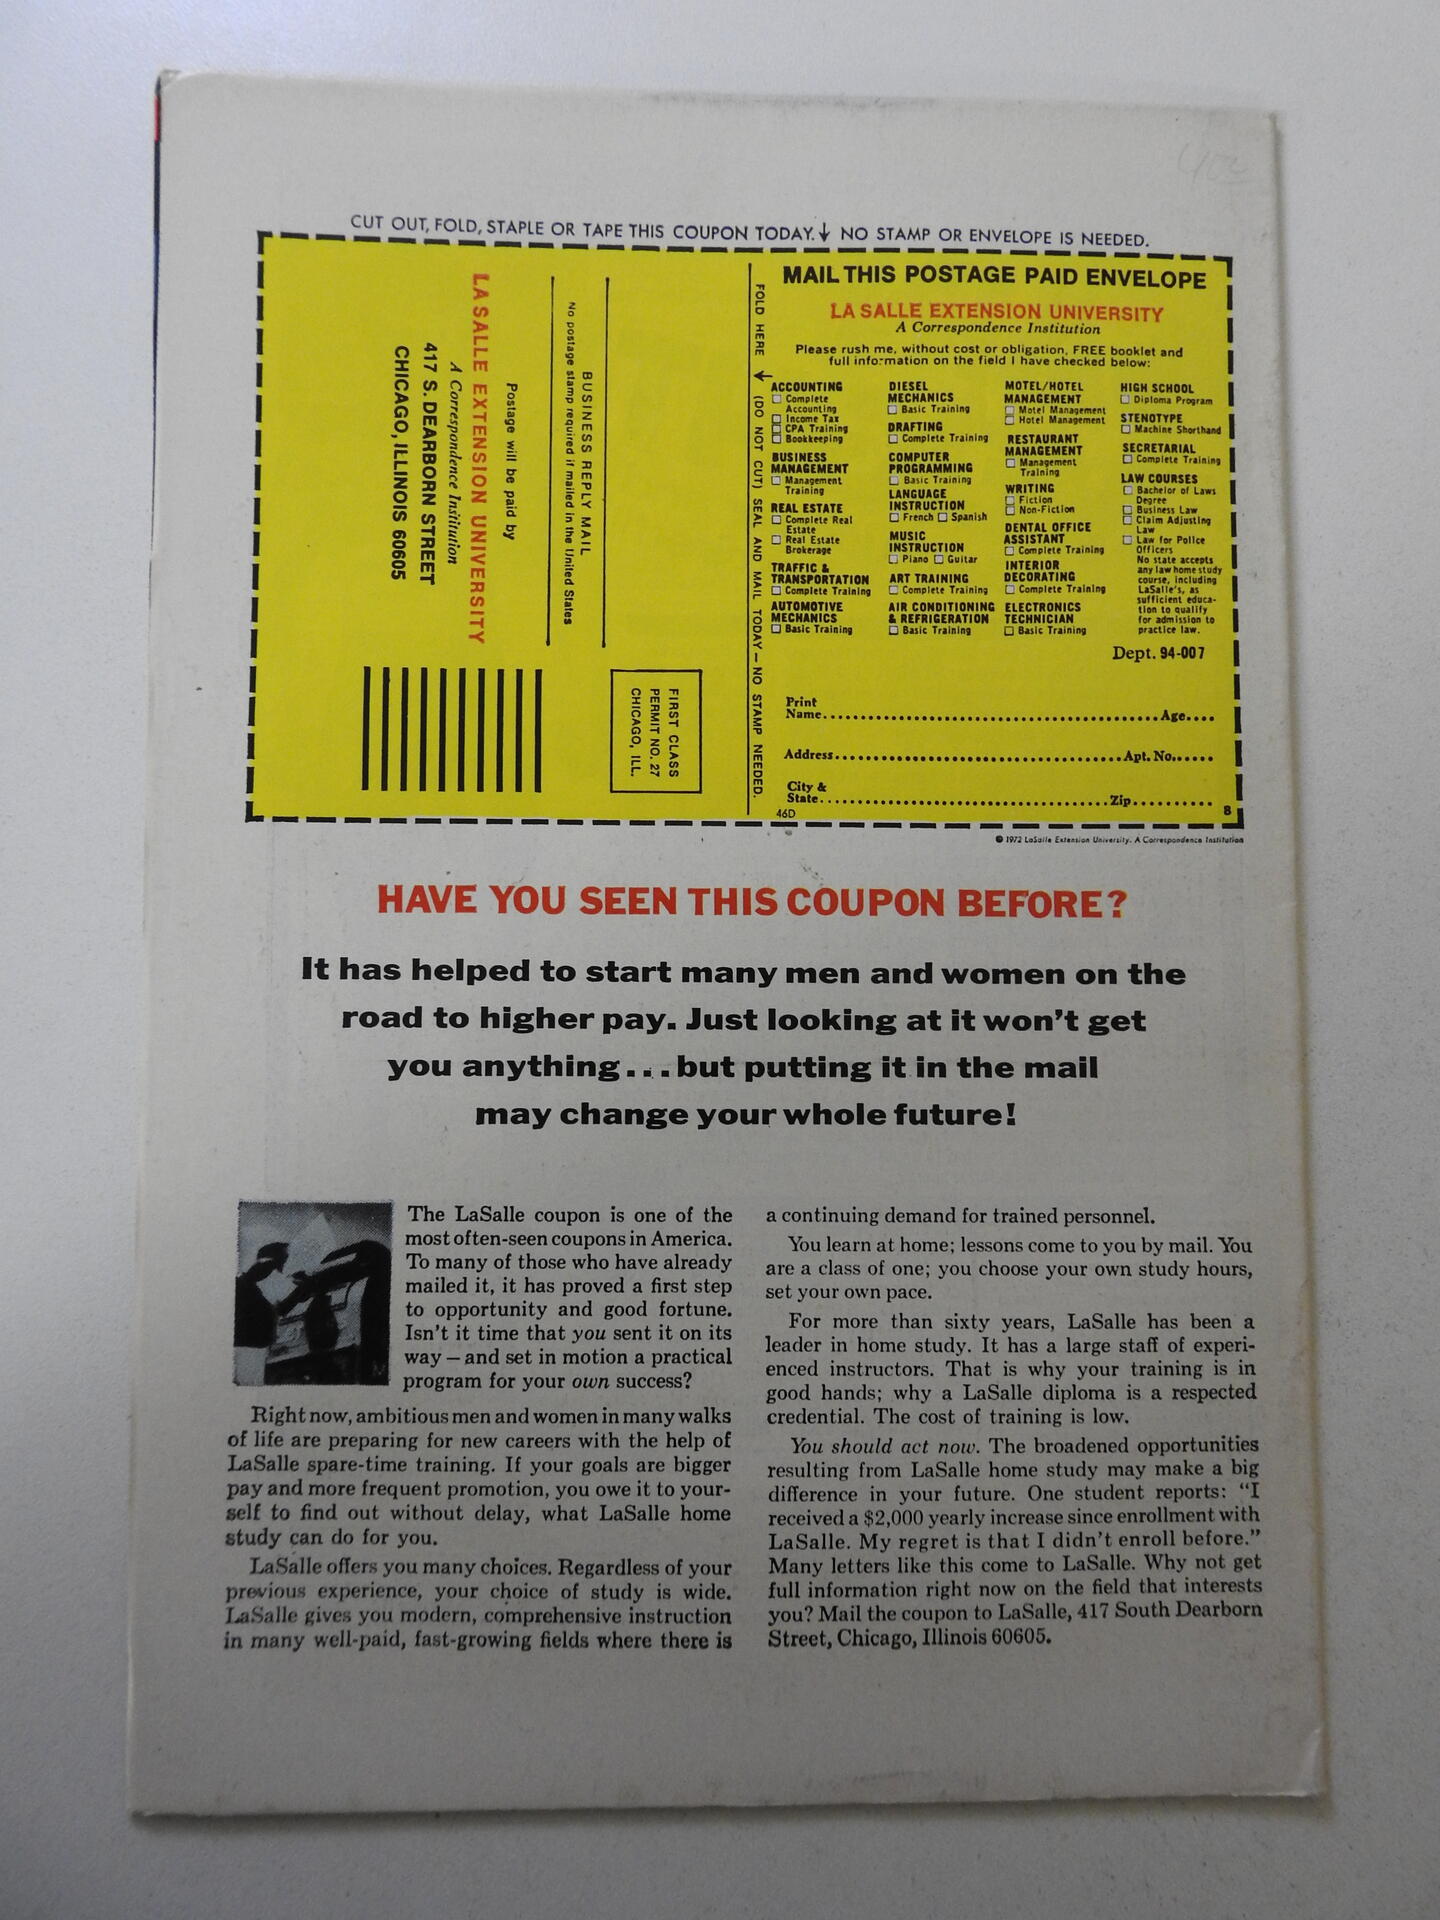 CUT OUT, FOLD, STAPLE OR TAPE THIS COUPON TODAY.↓ NO STAMP OR ENVELOPE IS NEEDED.
BUSINESS REPLY MAIL
No postage stamp required if mailed in the United States
Postage will be paid by
LA SALLE EXTENSION UNIVERSITY
A Correspondence Institution
417 S. DEARBORN STREET
CHICAGO, ILLINOIS 60605
FIRST CLASS
PERMIT NO. 27
CHICAGO, ILL.
FOLD HERE ↓ (DO NOT CUT) SEAL AND MAIL TODAY — NO STAMP NEEDED.
MAIL THIS POSTAGE PAID ENVELOPE
LA SALLE EXTENSION UNIVERSITY
A Correspondence Institution
Please rush me, without cost or obligation, FREE booklet and
full information on the field I have checked below:
ACCOUNTING
☐ Complete
Accounting
☐ Income Tax
☐ CPA Training
☐ Bookkeeping
BUSINESS
MANAGEMENT
☐ Management
Training
REAL ESTATE
☐ Complete Real
Estate
☐ Real Estate
Brokerage
TRAFFIC &
TRANSPORTATION
☐ Complete Training
AUTOMOTIVE
MECHANICS
☐ Basic Training
DIESEL
MECHANICS
☐ Basic Training
DRAFTING
☐ Complete Training
COMPUTER
PROGRAMMING
☐ Basic Training
LANGUAGE
INSTRUCTION
☐ French ☐ Spanish
MUSIC
INSTRUCTION
☐ Piano ☐ Guitar
ART TRAINING
☐ Complete Training
AIR CONDITIONING
& REFRIGERATION
☐ Basic Training
MOTEL/HOTEL
MANAGEMENT
☐ Motel Management
☐ Hotel Management
RESTAURANT
MANAGEMENT
☐ Management
Training
WRITING
☐ Fiction
☐ Non-Fiction
DENTAL OFFICE
ASSISTANT
☐ Complete Training
INTERIOR
DECORATING
☐ Complete Training
ELECTRONICS
TECHNICIAN
☐ Basic Training
HIGH SCHOOL
☐ Diploma Program
STENOTYPE
☐ Machine Shorthand
SECRETARIAL
☐ Complete Training
LAW COURSES
☐ Bachelor of Laws
Degree
☐ Business Law
☐ Claim Adjusting
Law
☐ Law for Police
Officers
No state accepts
any law home study
course, including
LaSalle's, as
sufficient educa-
tion to qualify
for admission to
practice law.
Dept. 94-007
Print
Name..........Age....
Address..........Apt. No......
City &
State..........Zip..........
46D
8
© 1972 LaSalle Extension University. A Correspondence Institution
HAVE YOU SEEN THIS COUPON BEFORE?
It has helped to start many men and women on the
road to higher pay. Just looking at it won't get
you anything...but putting it in the mail
may change your whole future!
The LaSalle coupon is one of the
most often-seen coupons in America.
To many of those who have already
mailed it, it has proved a first step
to opportunity and good fortune.
Isn't it time that you sent it on its
way—and set in motion a practical
program for your own success?
Right now, ambitious men and women in many walks
of life are preparing for new careers with the help of
LaSalle spare-time training. If your goals are bigger
pay and more frequent promotion, you owe it to your-
self to find out without delay, what LaSalle home
study can do for you.
LaSalle offers you many choices. Regardless of your
previous experience, your choice of study is wide.
LaSalle gives you modern, comprehensive instruction
in many well-paid, fast-growing fields where there is
a continuing demand for trained personnel.
You learn at home; lessons come to you by mail. You
are a class of one; you choose your own study hours,
set your own pace.
For more than sixty years, LaSalle has been a
leader in home study. It has a large staff of experi-
enced instructors. That is why your training is in
good hands; why a LaSalle diploma is a respected
credential. The cost of training is low.
You should act now. The broadened opportunities
resulting from LaSalle home study may make a big
difference in your future. One student reports: "I
received a $2,000 yearly increase since enrollment with
LaSalle. My regret is that I didn't enroll before."
Many letters like this come to LaSalle. Why not get
full information right now on the field that interests
you? Mail the coupon to LaSalle, 417 South Dearborn
Street, Chicago, Illinois 60605.